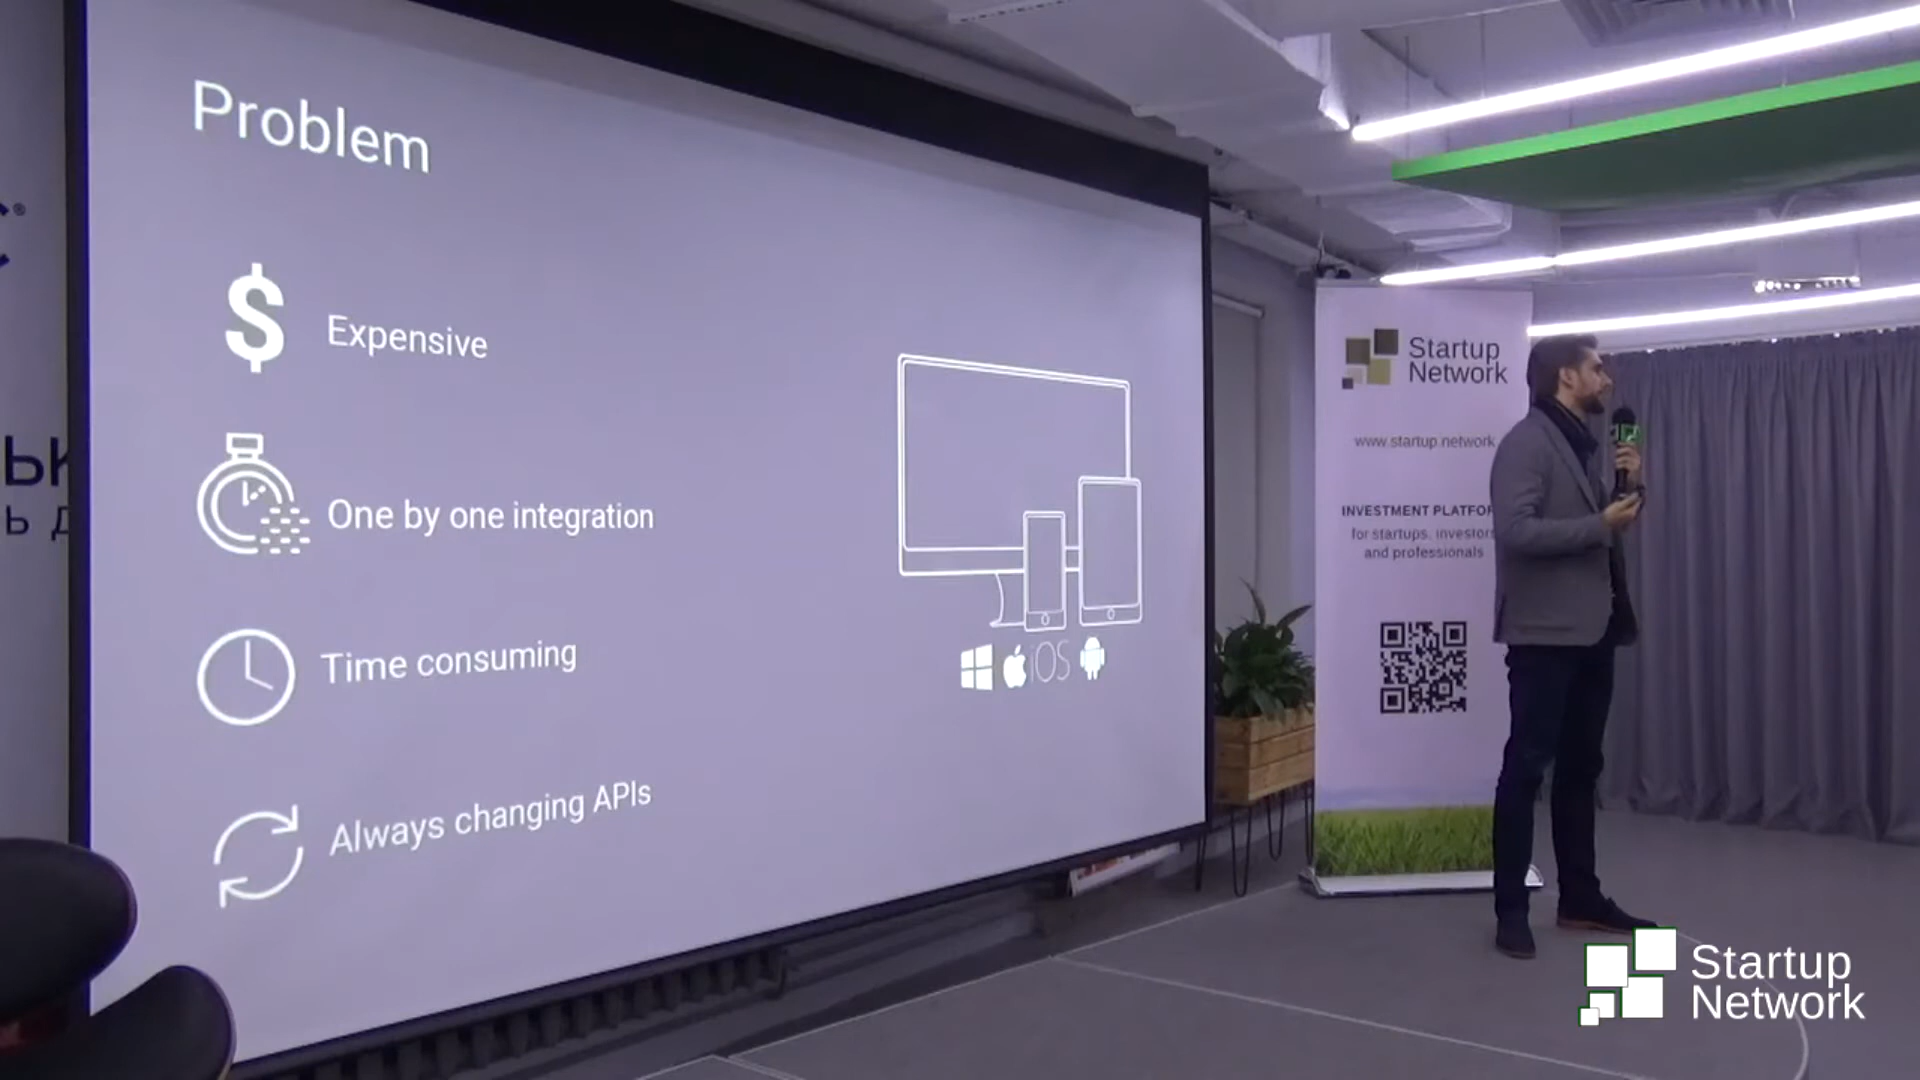 Problem
$
Expensive
One by one integration
Time consuming
Always changing APIs
iOS
Startup
Network
www.startup.network
INVESTMENT PLATFOR
for startups, investors
and professionals
ЬК
Ь Д
Startup
Network